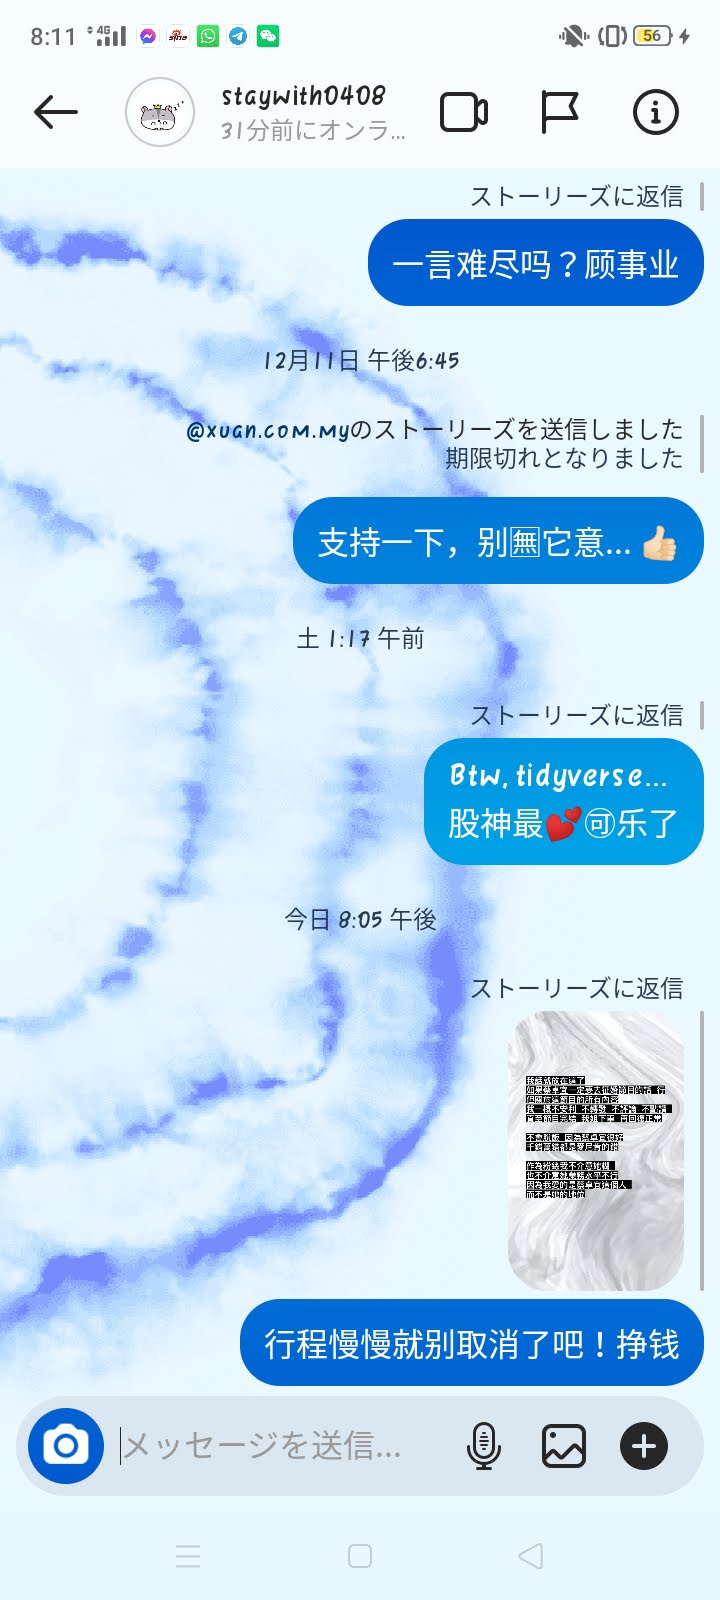 8:11
4G
56
staywith0408
31分前にオンラ...
ストーリーズに返信
一言难尽吗？顾事业
12月11日 午後6:45
@xuan.com.myのストーリーズを送信しました
期限切れとなりました
支持一下，别🈚它意... 👍🏻
土 1:17 午前
ストーリーズに返信
Btw, tidyverse...
股神最💕🉑乐了
今日 8:05 午後
ストーリーズに返信
行程慢慢就别取消了吧！挣钱
メッセージを送信...